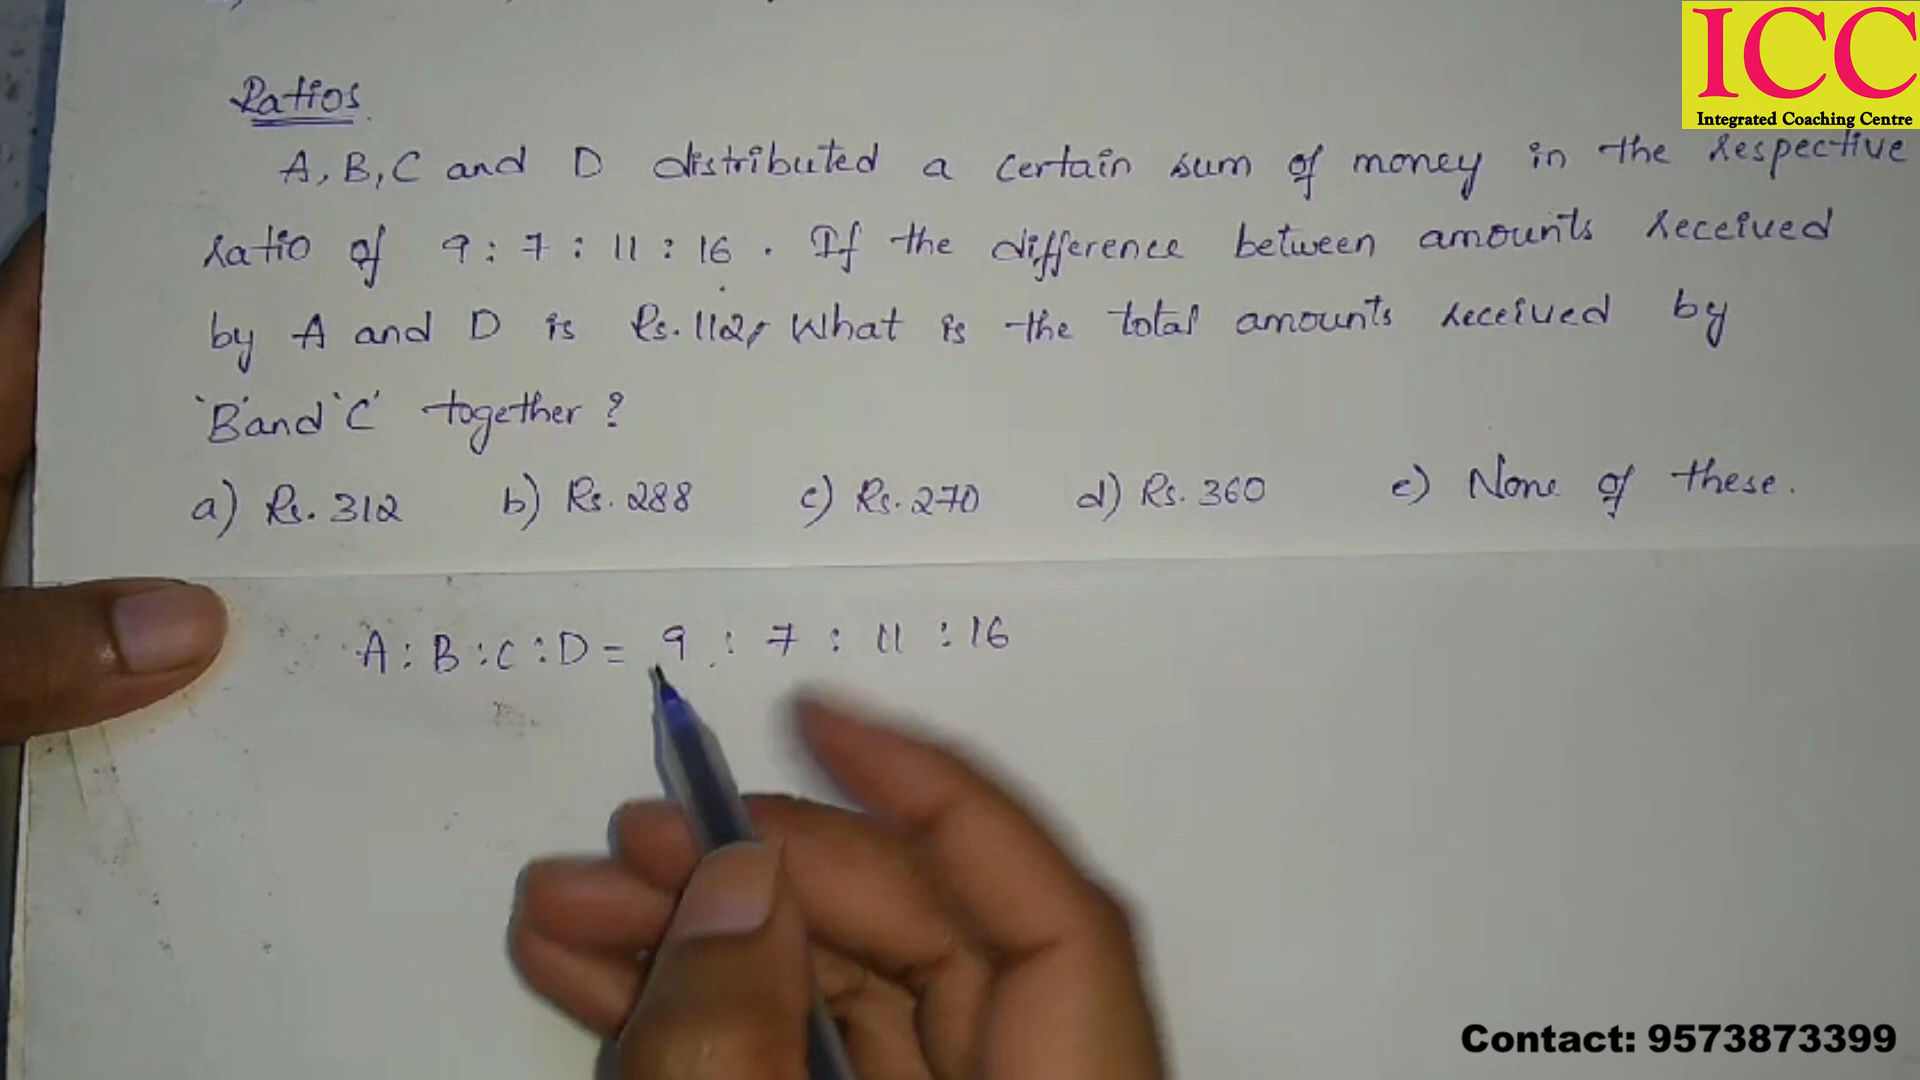 ICC
Integrated Coaching Centre
Ratios
A, B, C and D distributed a certain sum of money in the respective
ratio of 9 : 7 : 11 : 16 . If the difference between amounts received
by A and D is Rs. 112, What is the total amounts received by
'B' and 'C' together ?
a) Rs. 312 b) Rs. 288 c) Rs. 270 d) Rs. 360 e) None of these.
A : B : C : D = 9 : 7 : 11 : 16
Contact: 9573873399